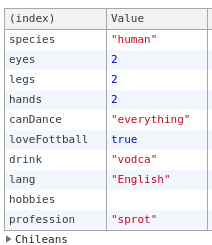 (index) Value
species "human"
eyes 2
legs 2
hands 2
canDance "everything"
loveFottball true
drink "vodca"
lang "English"
hobbies
profession "sprot"
Chileans